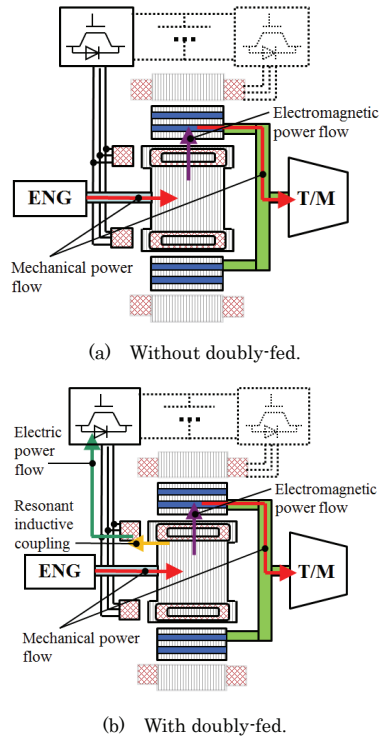 Electromagnetic
power flow
ENG
T/M
Mechanical power
flow
(a) Without doubly-fed.
Electric
power
flow
Electromagnetic
power flow
Resonant
inductive
coupling
ENG
T/M
Mechanical power
flow
(b) With doubly-fed.